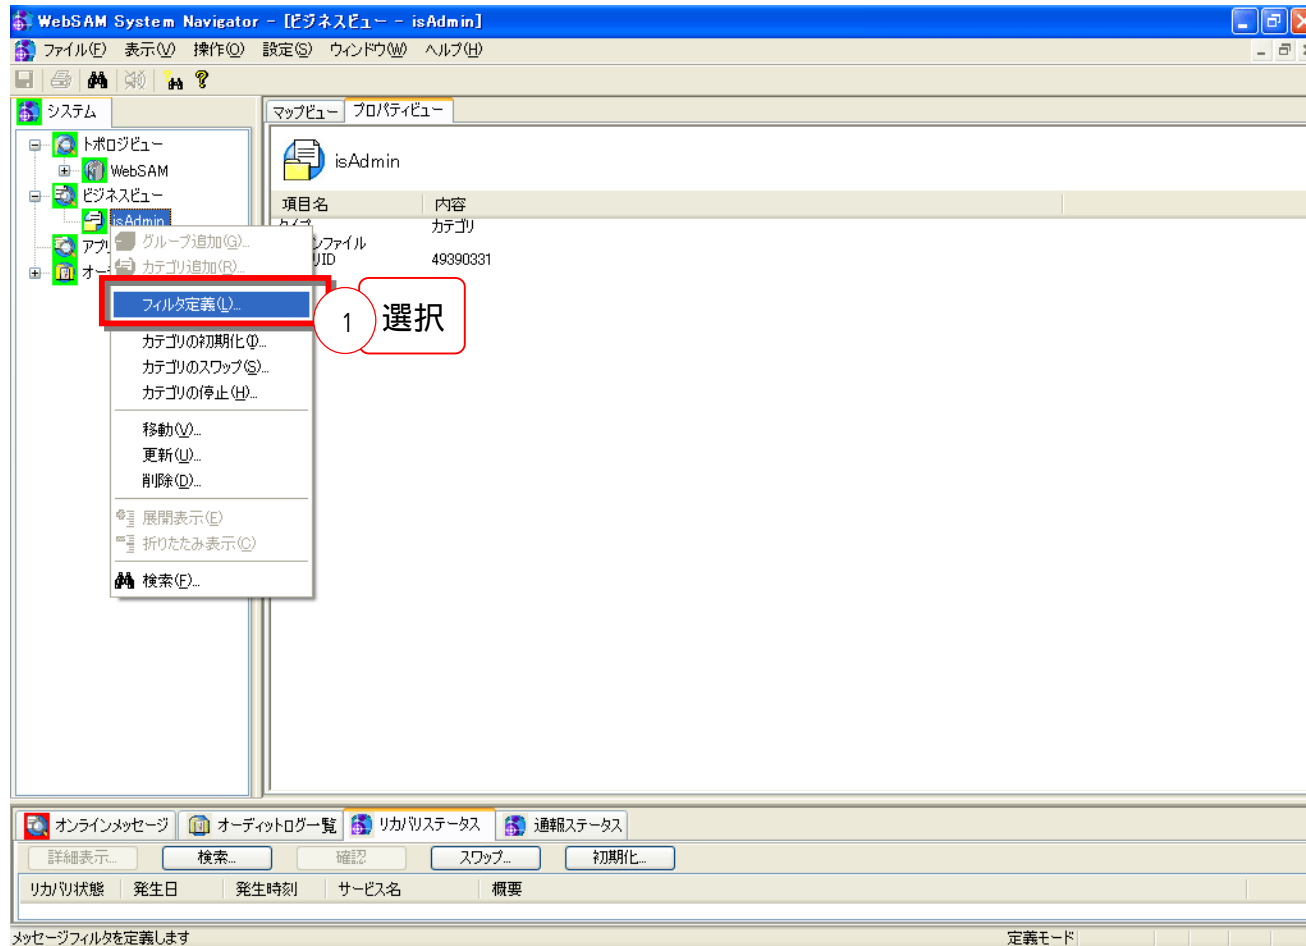 WebSAM System Navigator - [ビジネスビュー - isAdmin]
ファイル(F) 表示(V) 操作(O) 設定(S) ウィンドウ(W) ヘルプ(H)
システム
マップビュー プロパティビュー
トポロジビュー
WebSAM
ビジネスビュー
isAdmin
アプリ
オー
isAdmin
項目名 内容
タイプ カテゴリ
ンファイル
ID 49390331
グループ追加(G)...
カテゴリ追加(R)...
フィルタ定義(L)...
1 選択
カテゴリの初期化(I)...
カテゴリのスワップ(S)...
カテゴリの停止(H)...
移動(V)...
更新(U)...
削除(D)...
展開表示(E)
折りたたみ表示(C)
検索(F)...
オンラインメッセージ オーディットログ一覧 リカバリステータス 通報ステータス
詳細表示... 検索... 確認 スワップ... 初期化...
リカバリ状態 発生日 発生時刻 サービス名 概要
メッセージフィルタを定義します 定義モード